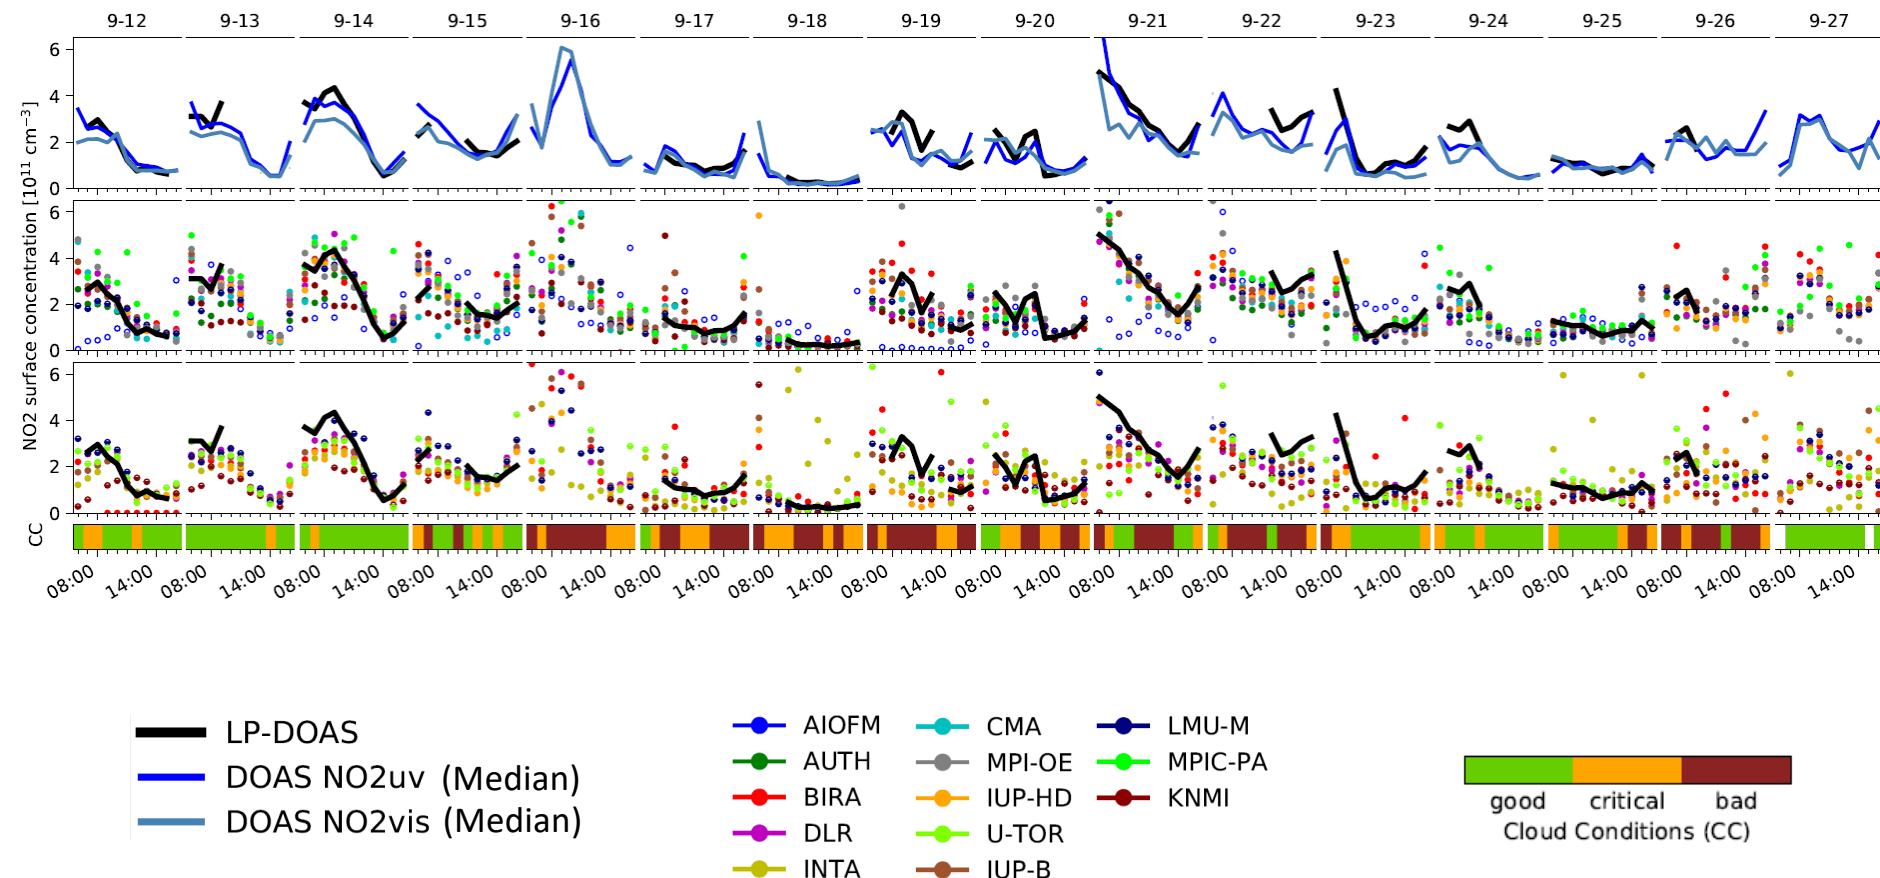 9-12 9-13 9-14 9-15 9-16 9-17 9-18 9-19 9-20 9-21 9-22 9-23 9-24 9-25 9-26 9-27
NO2 surface concentration [10¹¹ cm⁻³]
6
4
2
0
6
4
2
0
6
4
2
0
CC
08:00 14:00 08:00 14:00 08:00 14:00 08:00 14:00 08:00 14:00 08:00 14:00 08:00 14:00 08:00 14:00 08:00 14:00 08:00 14:00 08:00 14:00 08:00 14:00 08:00 14:00 08:00 14:00 08:00 14:00 08:00 14:00
LP-DOAS
DOAS NO2uv (Median)
DOAS NO2vis (Median)
AIOFM CMA LMU-M
AUTH MPI-OE MPIC-PA
BIRA IUP-HD KNMI
DLR U-TOR
INTA IUP-B
good critical bad
Cloud Conditions (CC)